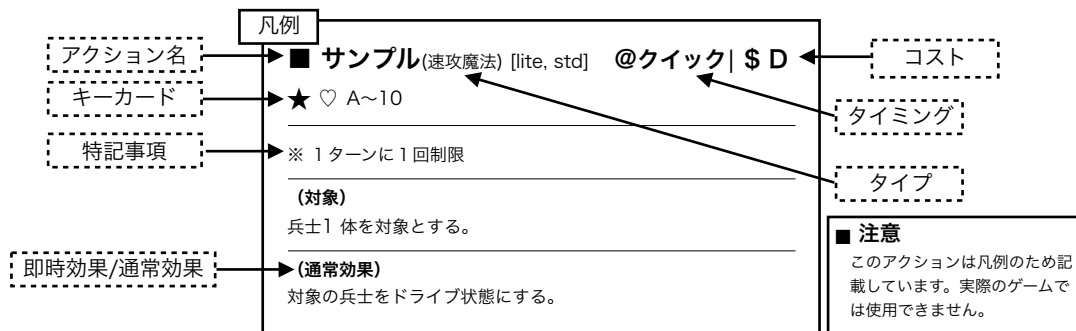 凡例
アクション名
■ サンプル(速攻魔法) [lite, std] @クイック| $ D
コスト
キーカード
★ ♡ A〜10
タイミング
特記事項
※ 1ターンに1回制限
タイプ
(対象)
兵士1 体を対象とする。
即時効果/通常効果
(通常効果)
対象の兵士をドライブ状態にする。
■ 注意
このアクションは凡例のため記
載しています。実際のゲームで
は使用できません。